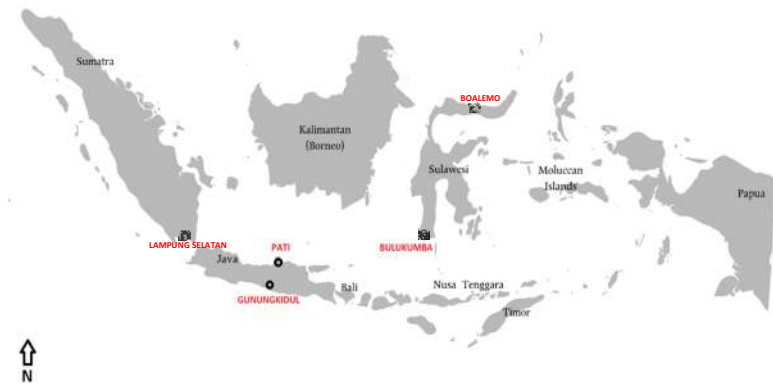 Sumatra
BOALEMO
Kalimantan
(Borneo)
Sulawesi
Moluccan
Islands
Papua
LAMPUNG SELATAN
PATI
BULUKUMBA
Java
GUNUNGKIDUL
Bali
Nusa Tenggara
Timor
N